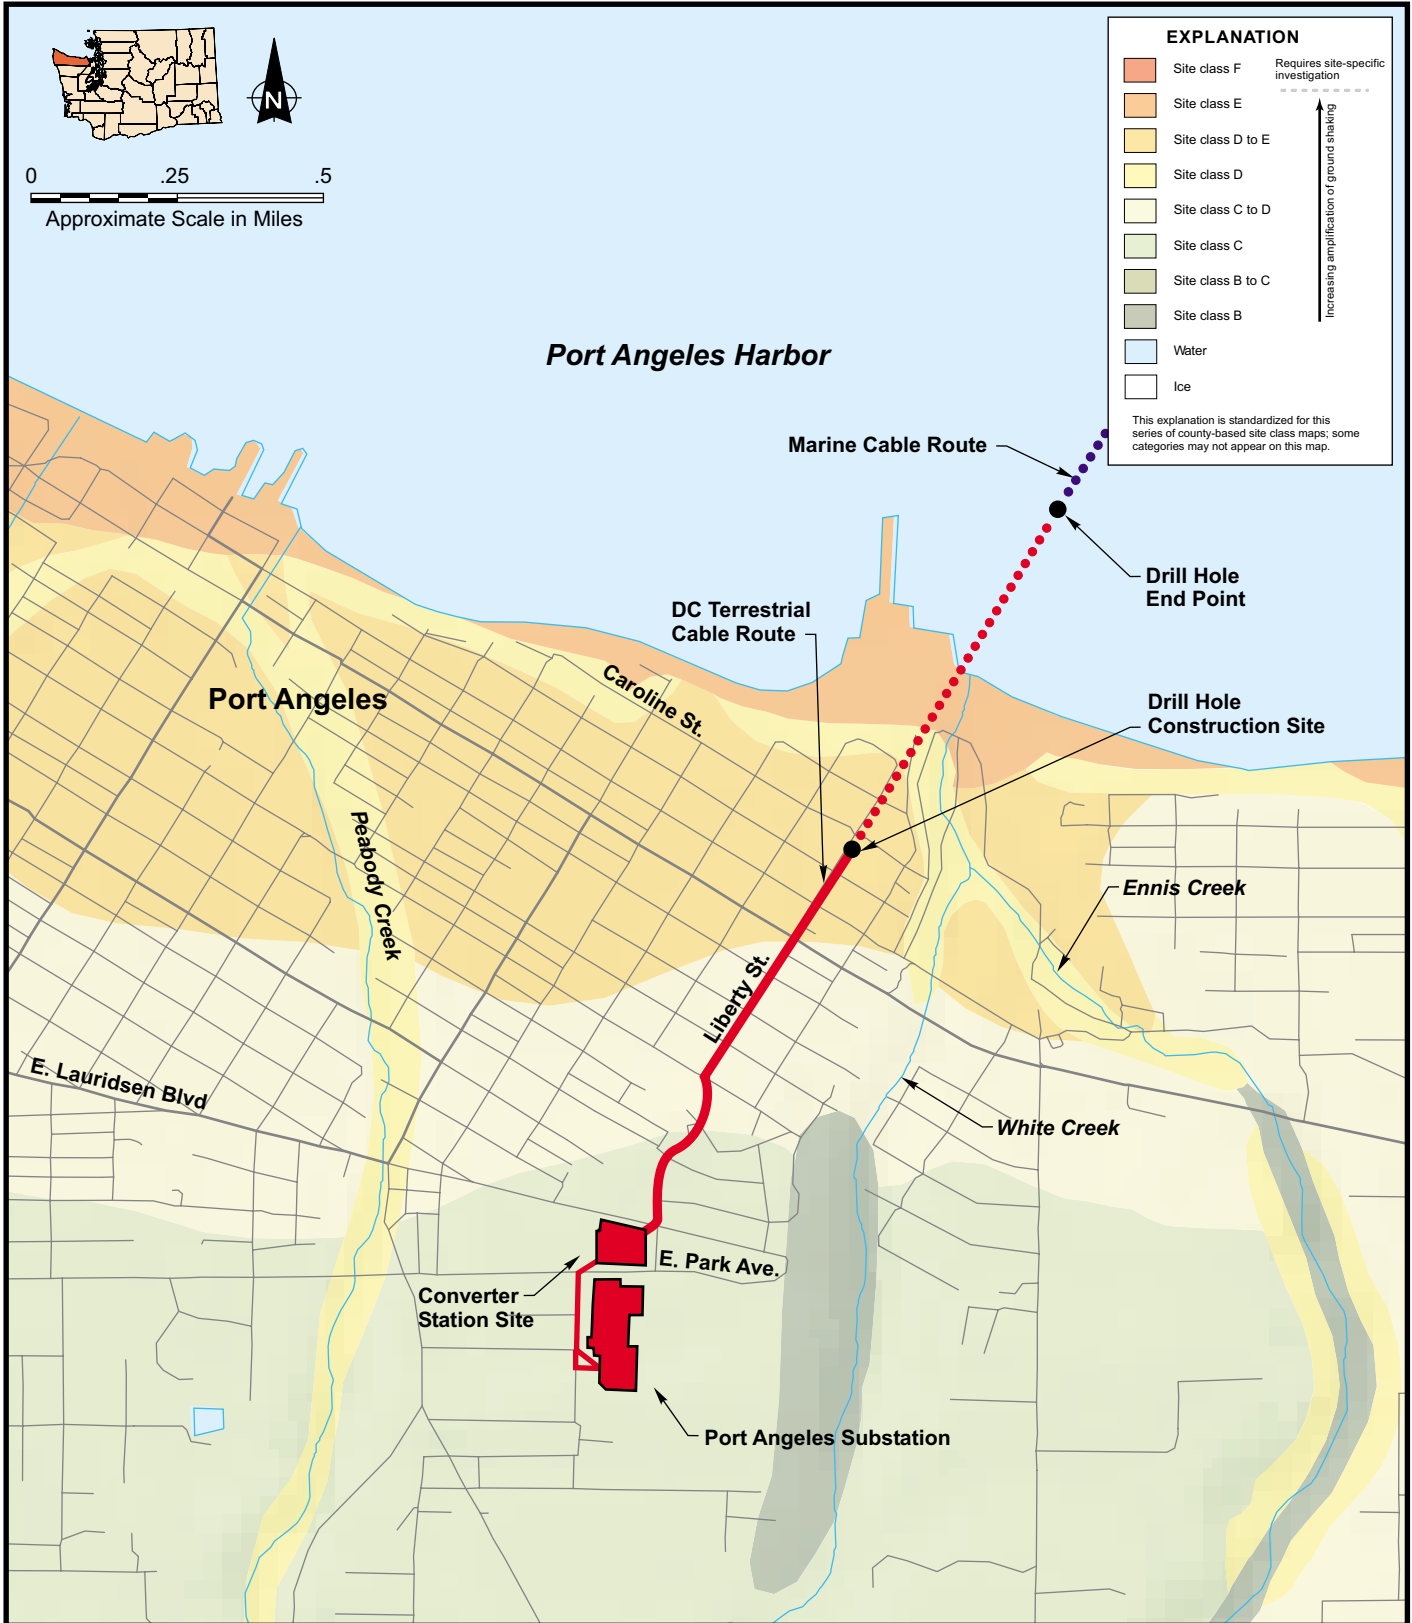 N
0 .25 .5
Approximate Scale in Miles
EXPLANATION
Site class F
Requires site-specific
investigation
Site class E
Site class D to E
Site class D
Site class C to D
Site class C
Site class B to C
Site class B
Water
Ice
Increasing amplification of ground shaking
This explanation is standardized for this
series of county-based site class maps; some
categories may not appear on this map.
Port Angeles Harbor
Marine Cable Route
Drill Hole
End Point
DC Terrestrial
Cable Route
Caroline St.
Port Angeles
Drill Hole
Construction Site
Peabody Creek
Ennis Creek
Liberty St.
E. Lauridsen Blvd
White Creek
E. Park Ave.
Converter
Station Site
Port Angeles Substation